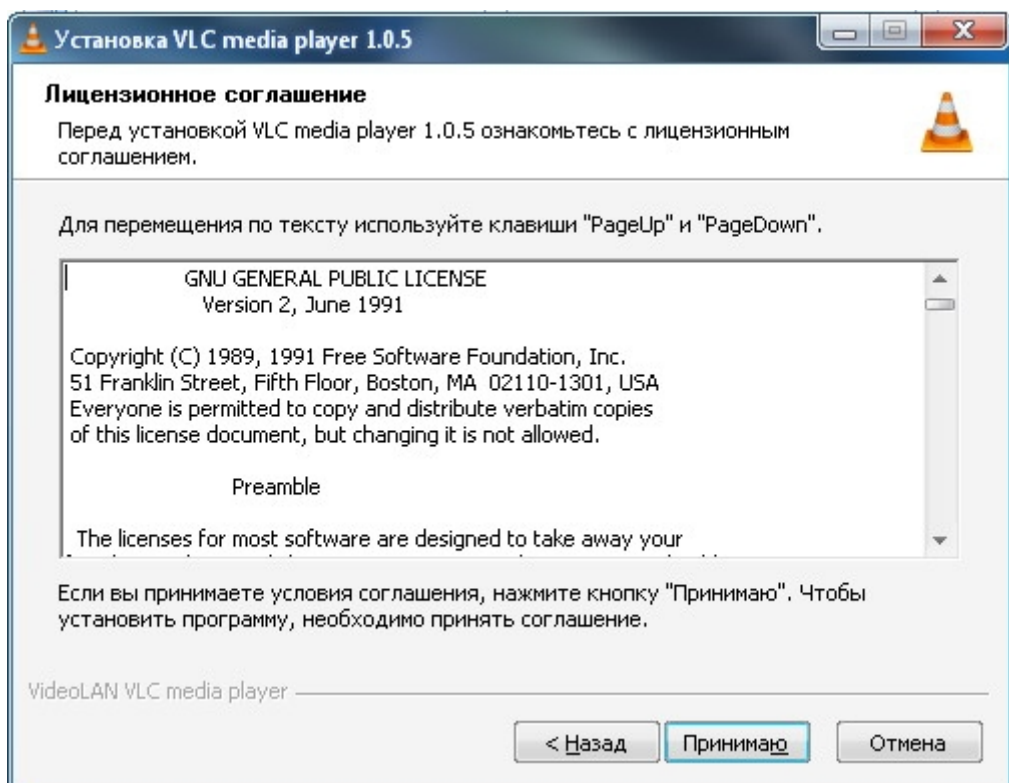 Установка VLC media player 1.0.5
Лицензионное соглашение
Перед установкой VLC media player 1.0.5 ознакомьтесь с лицензионным
соглашением.
Для перемещения по тексту используйте клавиши "PageUp" и "PageDown".
GNU GENERAL PUBLIC LICENSE
Version 2, June 1991
Copyright (C) 1989, 1991 Free Software Foundation, Inc.
51 Franklin Street, Fifth Floor, Boston, MA  02110-1301, USA
Everyone is permitted to copy and distribute verbatim copies
of this license document, but changing it is not allowed.
Preamble
The licenses for most software are designed to take away your
Если вы принимаете условия соглашения, нажмите кнопку "Принимаю". Чтобы
установить программу, необходимо принять соглашение.
VideoLAN VLC media player
< Назад
Принимаю
Отмена